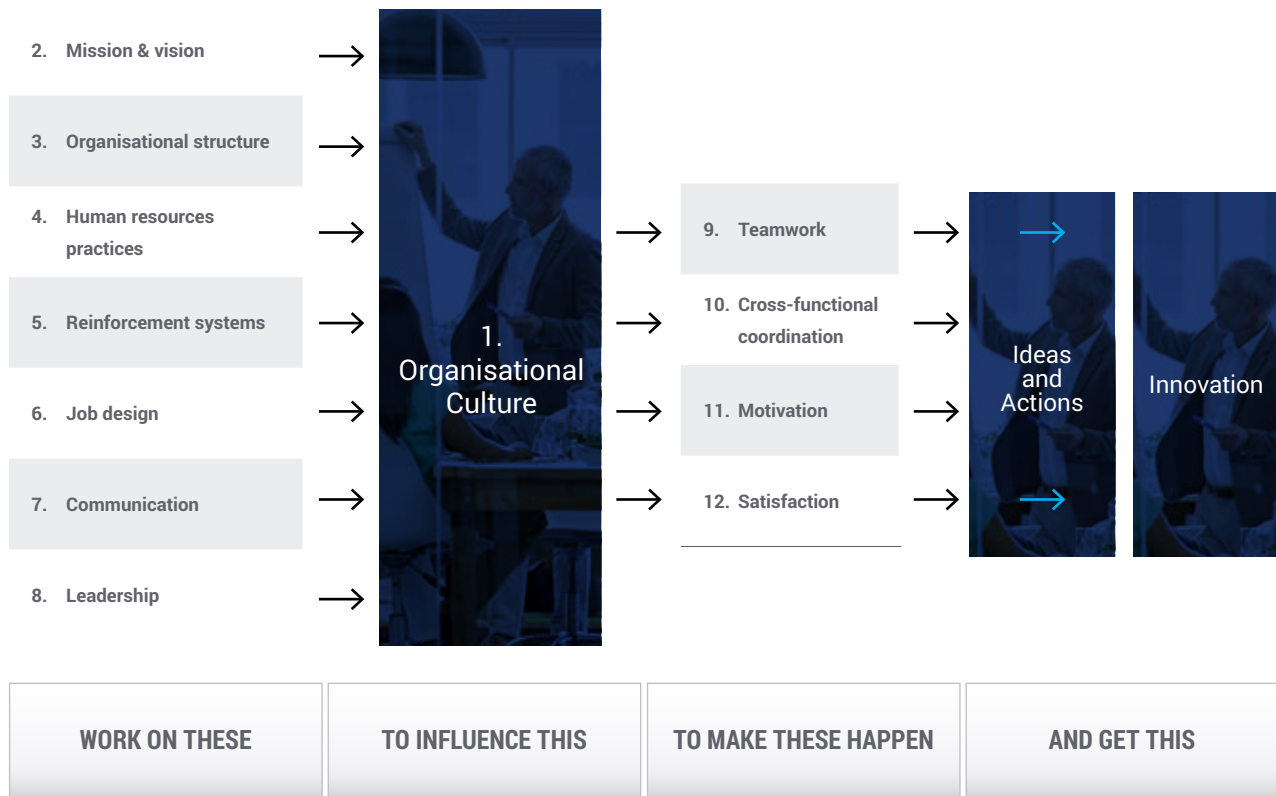 2. Mission & vision
3. Organisational structure
4. Human resources
practices
5. Reinforcement systems
6. Job design
7. Communication
8. Leadership
1.
Organisational
Culture
9. Teamwork
10. Cross-functional
coordination
11. Motivation
12. Satisfaction
Ideas
and
Actions
Innovation
WORK ON THESE
TO INFLUENCE THIS
TO MAKE THESE HAPPEN
AND GET THIS